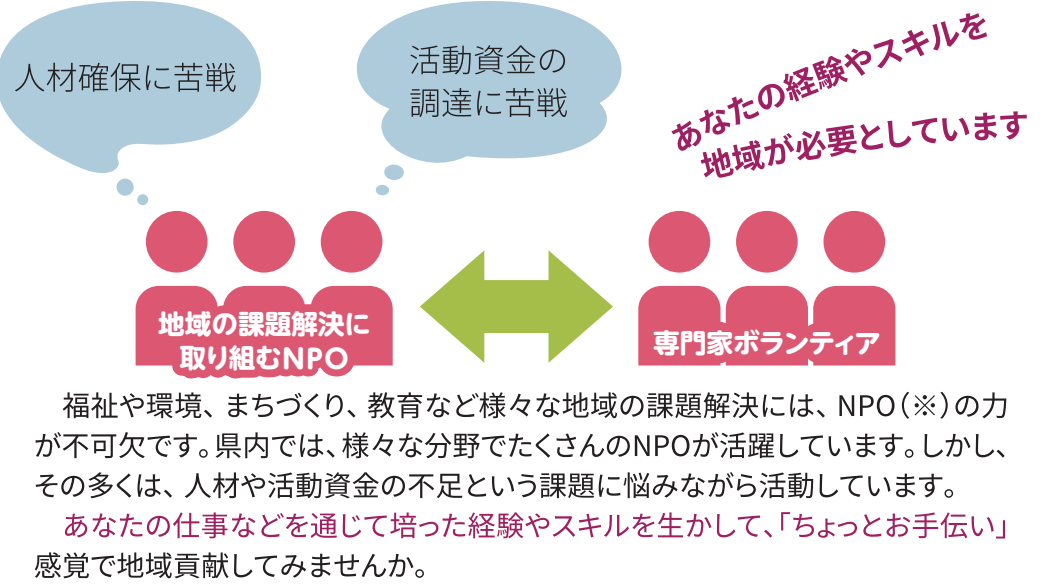 人材確保に苦戦
活動資金の
調達に苦戦
あなたの経験やスキルを
地域が必要としています
地域の課題解決に
取り組むNPO
専門家ボランティア
福祉や環境、まちづくり、教育など様々な地域の課題解決には、NPO（※）の力
が不可欠です。県内では、様々な分野でたくさんのNPOが活躍しています。しかし、
その多くは、人材や活動資金の不足という課題に悩みながら活動しています。
あなたの仕事などを通じて培った経験やスキルを生かして、「ちょっとお手伝い」
感覚で地域貢献してみませんか。